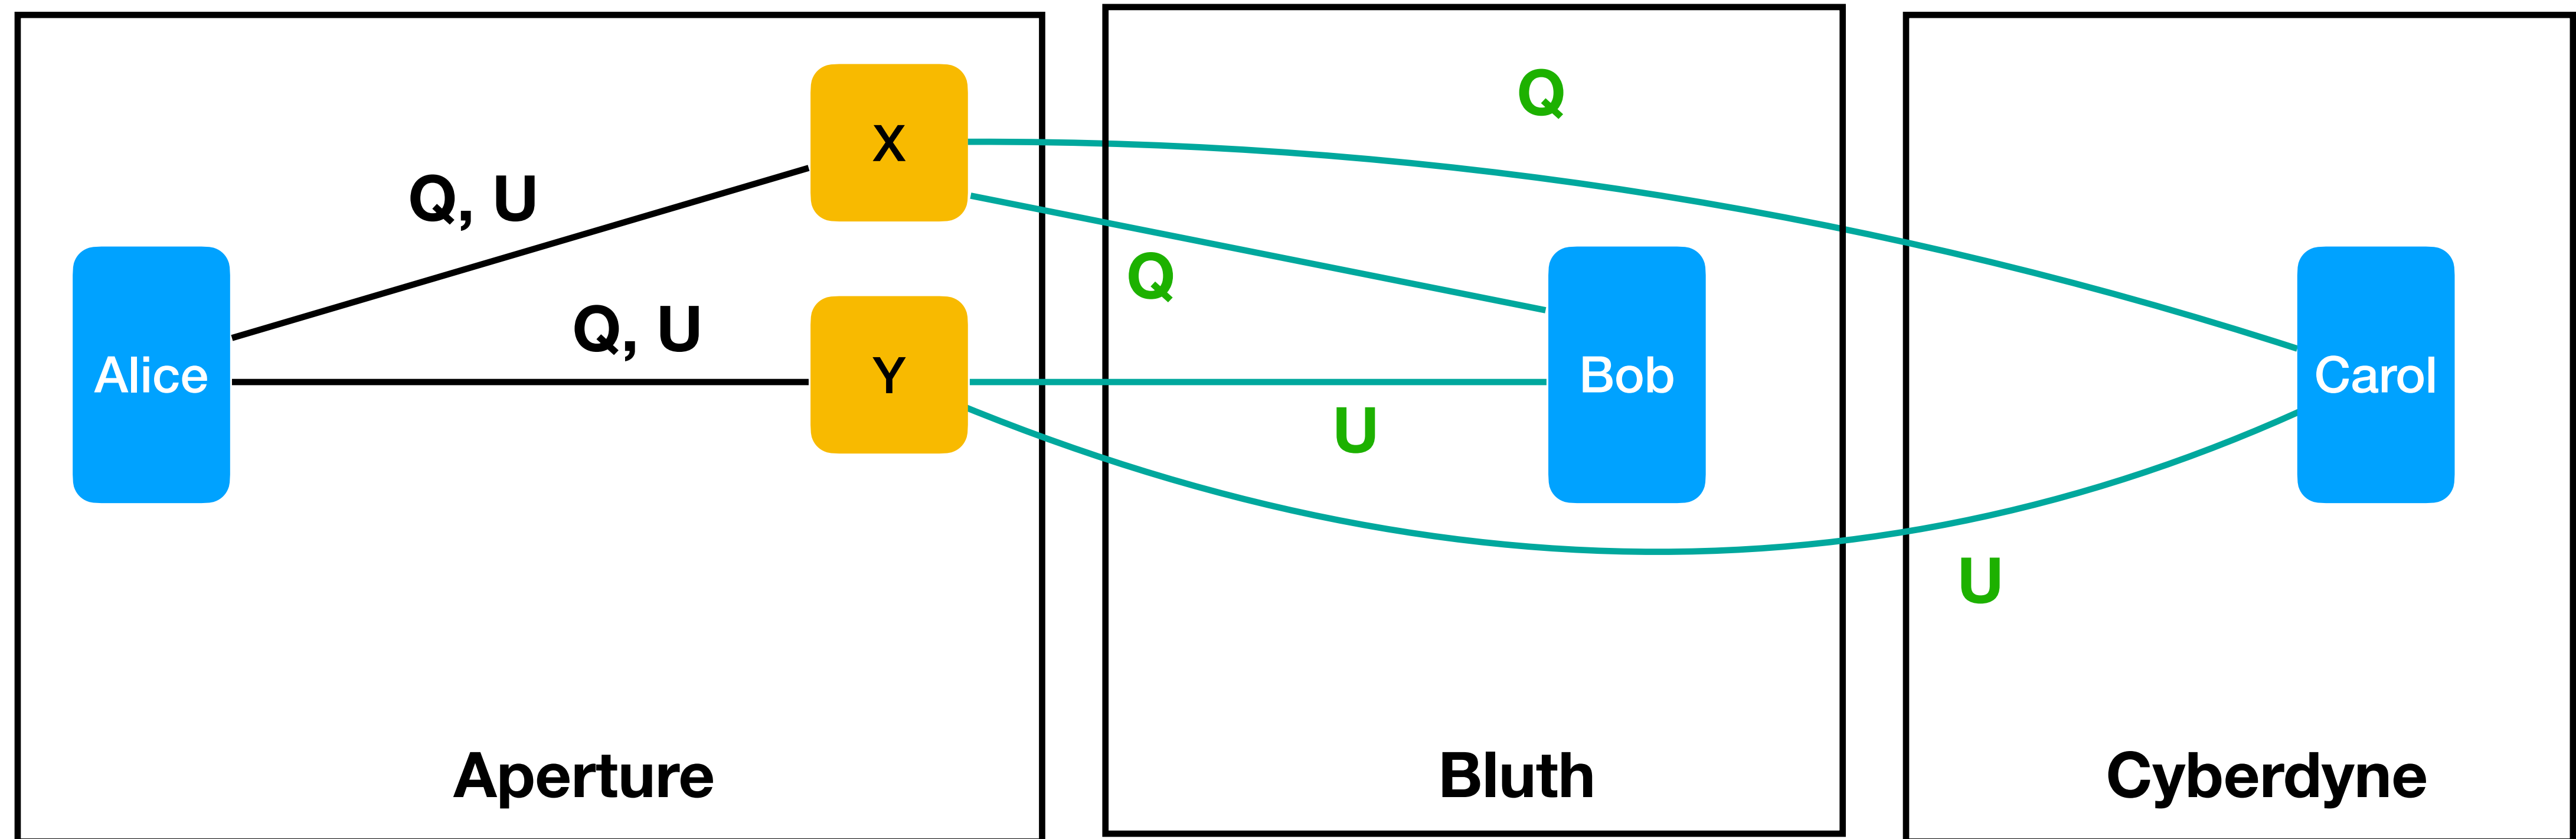 Q
X
Q, U
Q
Q, U
Alice
Y
Bob
Carol
U
U
Aperture
Bluth
Cyberdyne